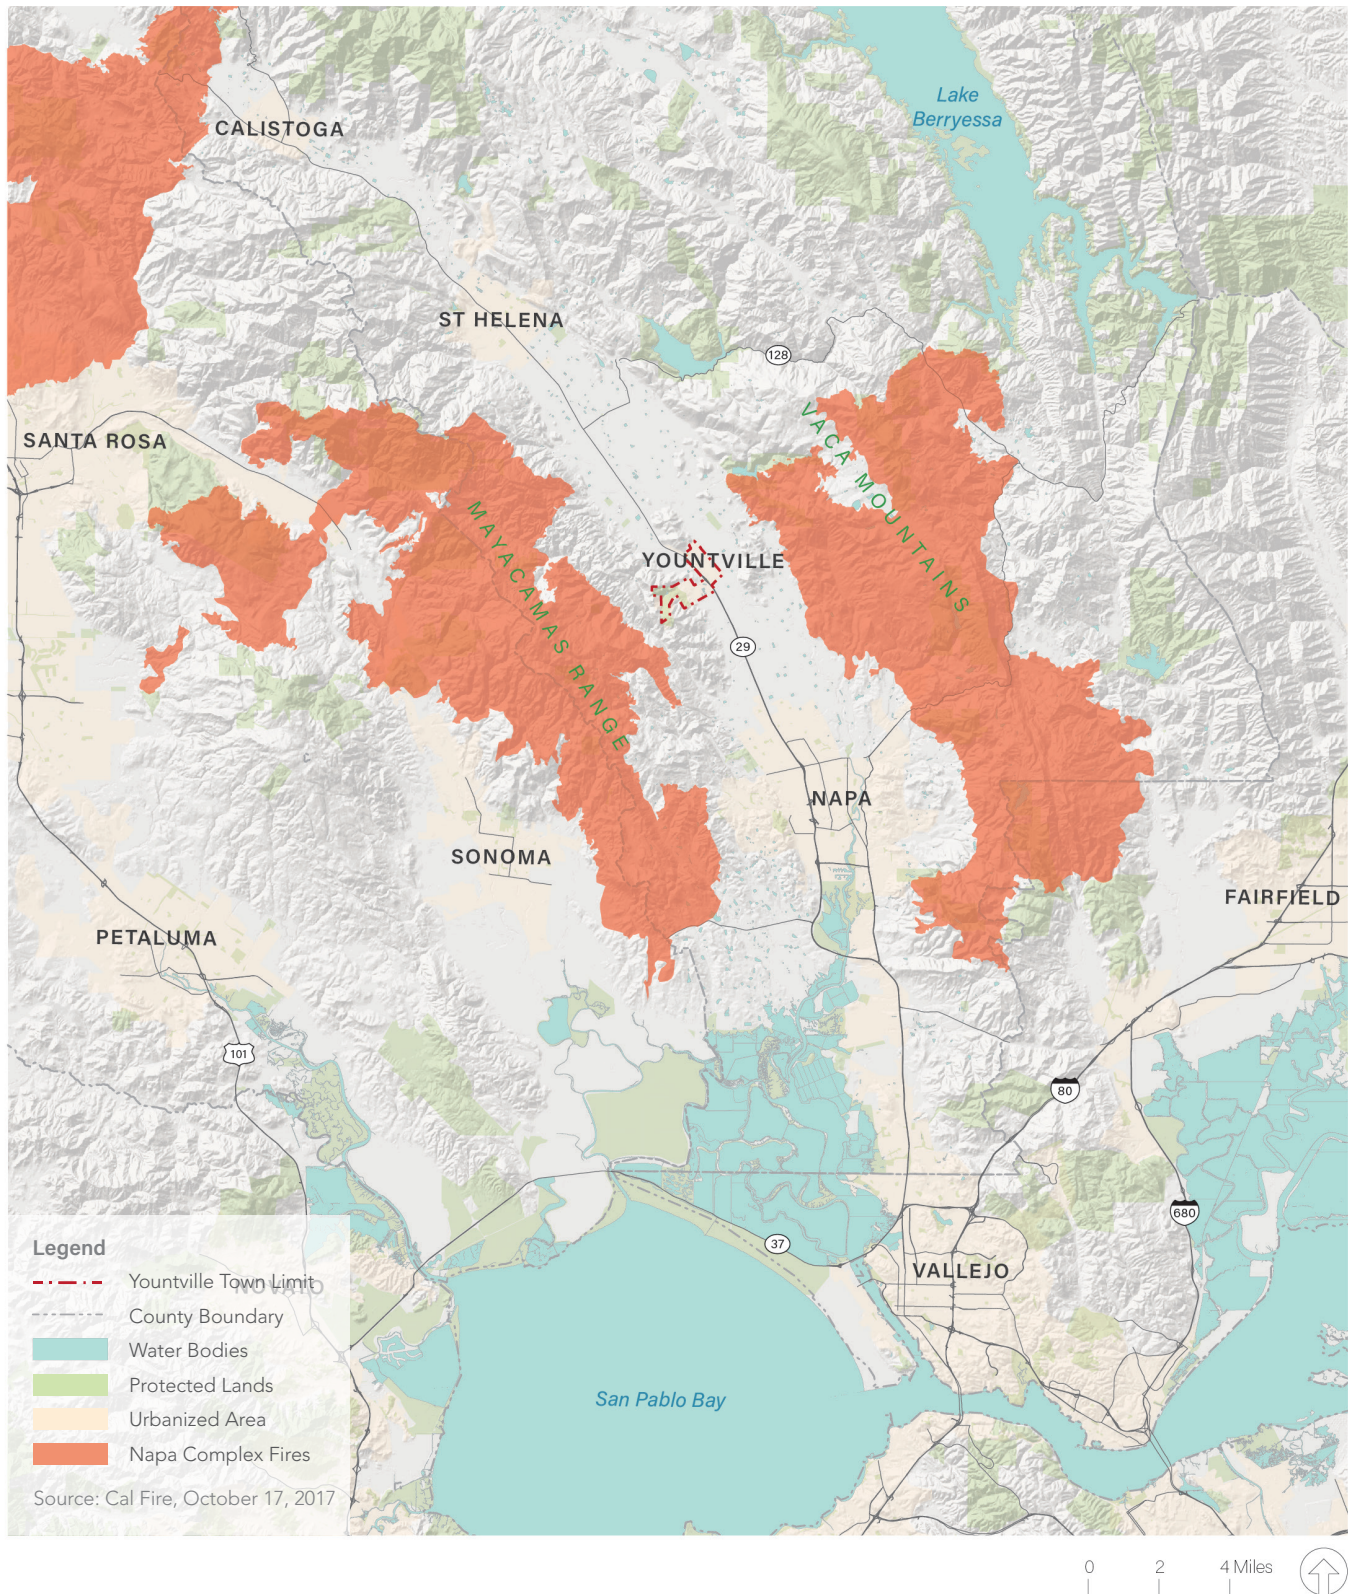 Lake
Berryessa
CALISTOGA
ST HELENA
128
SANTA ROSA
VACA MOUNTAINS
MAYACAMAS RANGE
YOUNTVILLE
29
NAPA
SONOMA
FAIRFIELD
PETALUMA
101
80
680
37
VALLEJO
NOVATO
San Pablo Bay
Legend
Yountville Town Limit
County Boundary
Water Bodies
Protected Lands
Urbanized Area
Napa Complex Fires
Source: Cal Fire, October 17, 2017
0 2 4 Miles